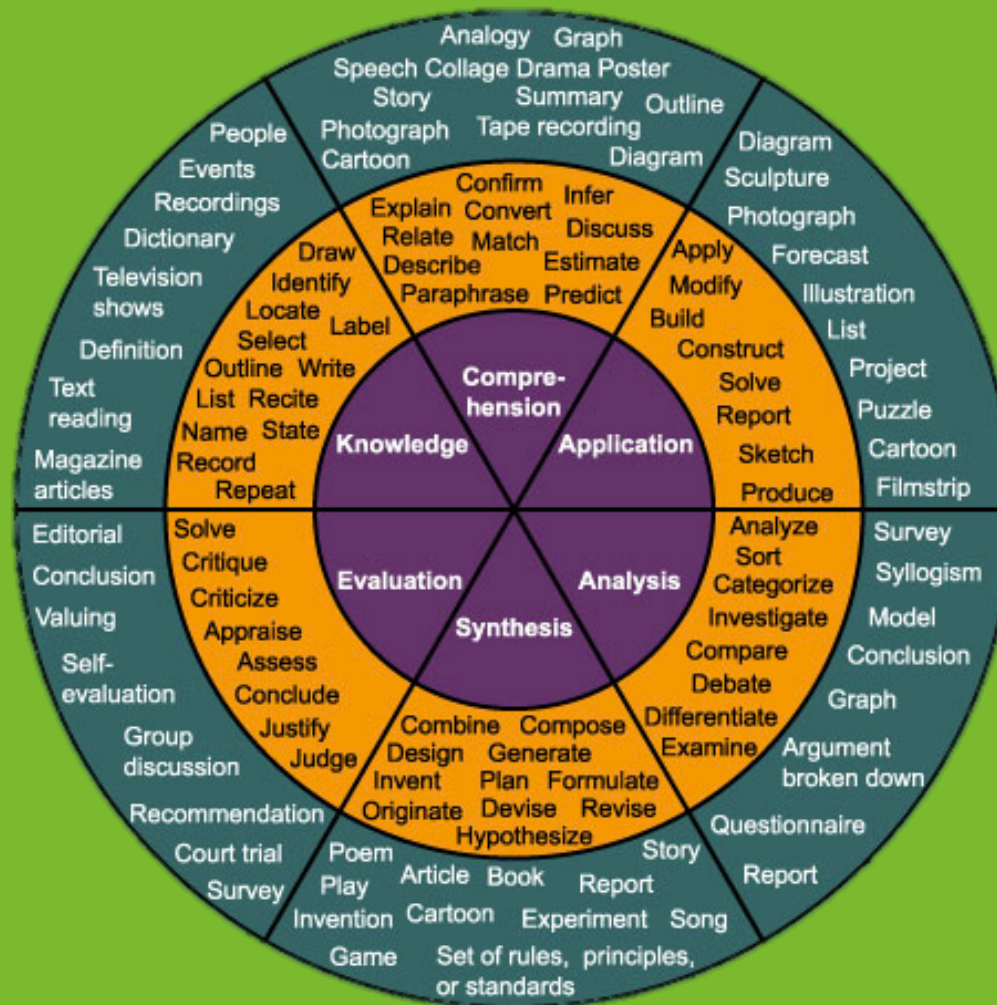 Analogy Graph
Speech Collage Drama Poster
Story Summary Outline
Photograph Tape recording
Cartoon Diagram
Confirm Infer
Explain Convert Discuss
Relate Match
Describe Estimate
Paraphrase Predict
Compre-
hension
Diagram
Sculpture
Photograph
Forecast
Illustration
List
Project
Puzzle
Cartoon
Filmstrip
Apply
Modify
Build
Construct
Solve
Report
Sketch
Produce
Application
Survey
Syllogism
Model
Conclusion
Graph
Argument
broken down
Questionnaire
Report
Analyze
Sort
Categorize
Investigate
Compare
Debate
Differentiate
Examine
Analysis
Synthesis
Combine Compose
Design Generate
Invent Plan Formulate
Originate Devise Revise
Hypothesize
Poem Story
Play Article Book Report
Invention Cartoon Experiment Song
Game Set of rules, principles,
or standards
Evaluation
Solve
Critique
Criticize
Appraise
Assess
Conclude
Justify
Judge
Editorial
Conclusion
Valuing
Self-
evaluation
Group
discussion
Recommendation
Court trial
Survey
Knowledge
Draw
Identify
Locate
Label
Select
Outline Write
List Recite
Name State
Record
Repeat
People
Events
Recordings
Dictionary
Television
shows
Definition
Text
reading
Magazine
articles